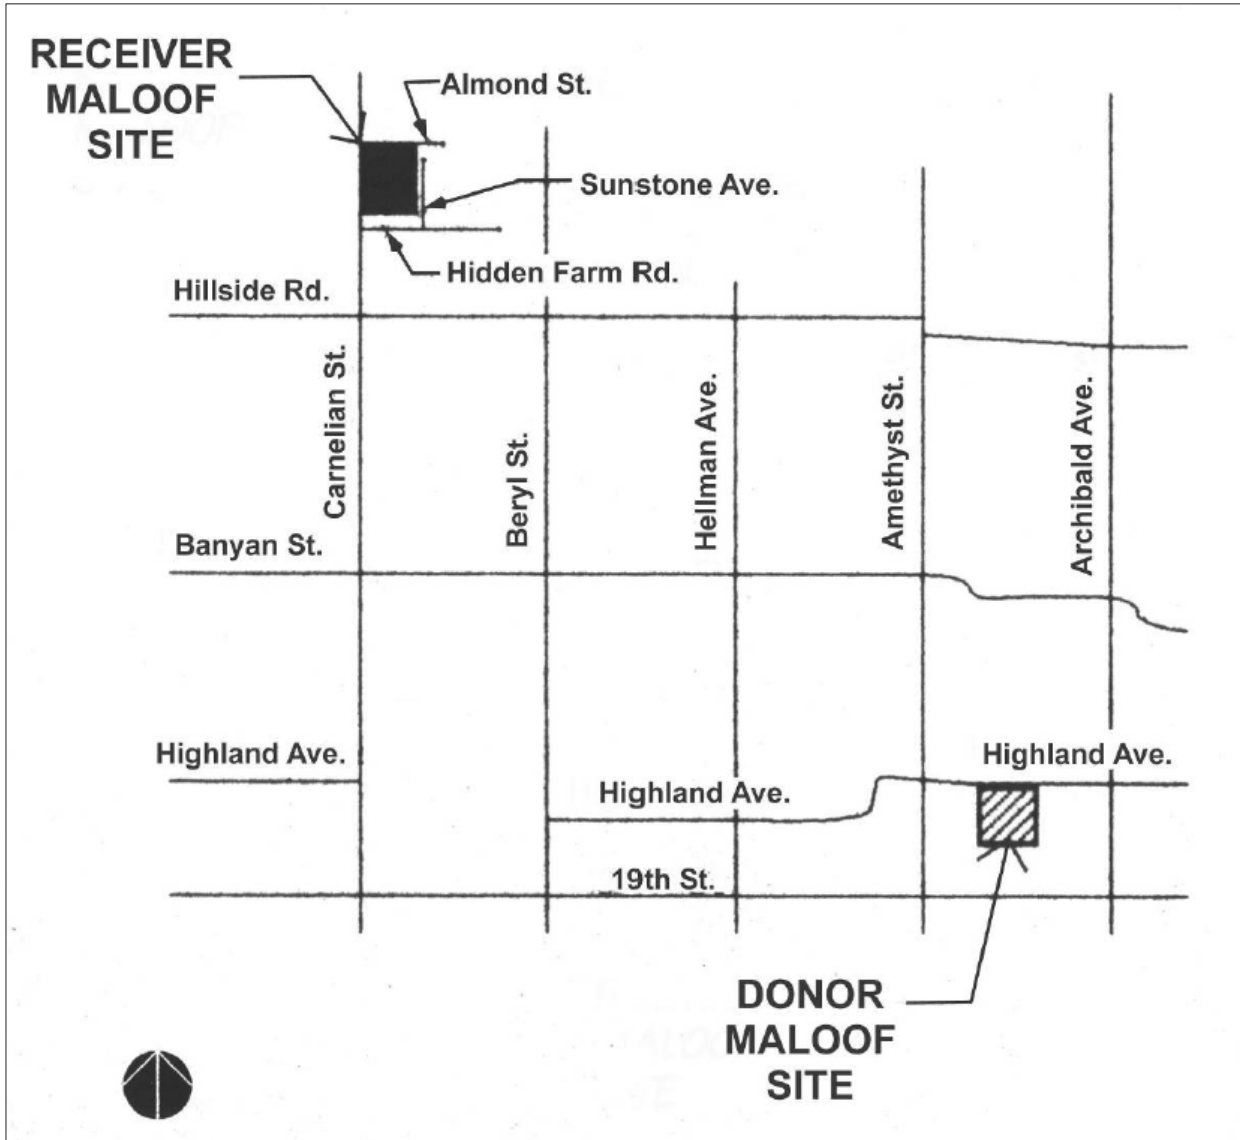 RECEIVER
MALOOF
SITE
Almond St.
Sunstone Ave.
Hidden Farm Rd.
Hillside Rd.
Carnelian St.
Beryl St.
Hellman Ave.
Amethyst St.
Archibald Ave.
Banyan St.
Highland Ave.
Highland Ave.
Highland Ave.
19th St.
DONOR
MALOOF
SITE